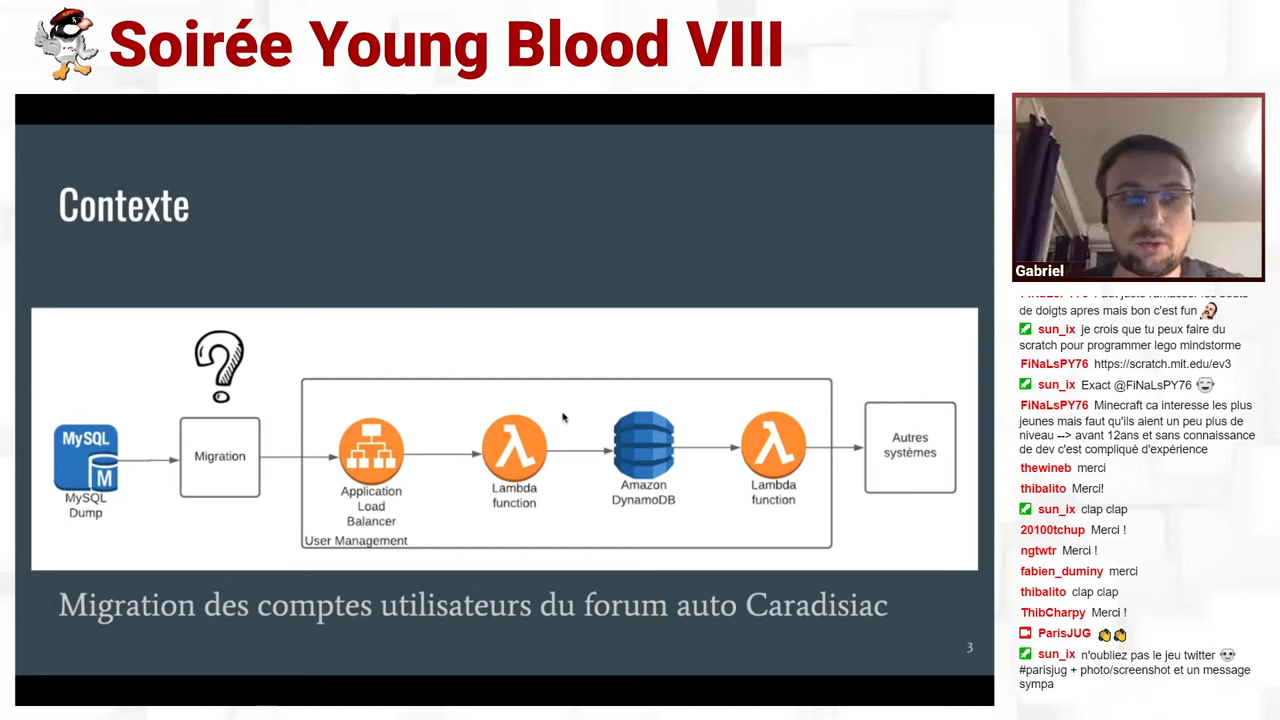 Soirée Young Blood VIII
Contexte
?
MySQL
M
MySQL
Dump
Migration
Application
Load
Balancer
User Management
λ
Lambda
function
Amazon
DynamoDB
λ
Lambda
function
Autres
systèmes
Migration des comptes utilisateurs du forum auto Caradisiac
3
Gabriel
de doigts apres mais bon c'est fun
sun_ix je crois que tu peux faire du
scratch pour programmer lego mindstorme
FiNaLsPY76 https://scratch.mit.edu/ev3
sun_ix Exact @FiNaLsPY76
FiNaLsPY76 Minecraft ca interesse les plus
jeunes mais faut qu'ils aient un peu plus de
niveau --> avant 12ans et sans connaissance
de dev c'est compliqué d'expérience
thewineb merci
thibalito Merci!
sun_ix clap clap
20100tchup Merci !
ngtwtr Merci !
fabien_duminy merci
thibalito clap clap
ThibCharpy Merci !
ParisJUG
sun_ix n'oubliez pas le jeu twitter
#parisjug + photo/screenshot et un message
sympa